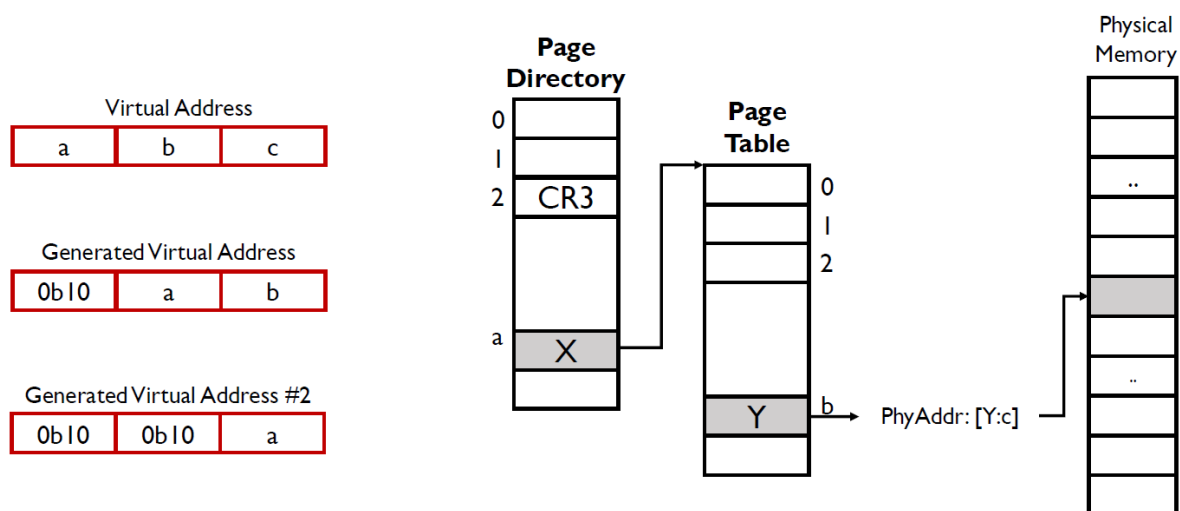 Virtual Address
a b c
Generated Virtual Address
0b10 a b
Generated Virtual Address #2
0b10 0b10 a
Page
Directory
0
1
2 CR3
a X
Page
Table
0
1
2
Y b
PhyAddr: [Y:c]
Physical
Memory
..
..